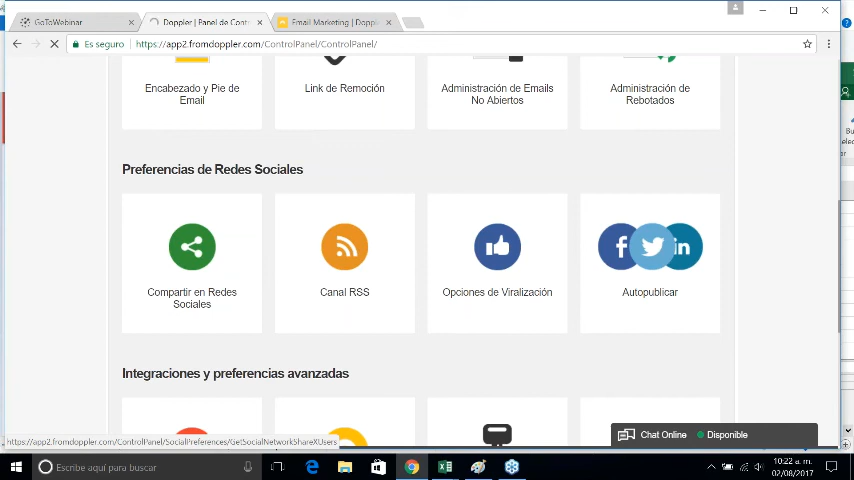 GoToWebinar
Doppler | Panel de Contr
Email Marketing | Dopple
Es seguro
https://app2.fromdoppler.com/ControlPanel/ControlPanel/
Encabezado y Pie de
Email
Link de Remoción
Administración de Emails
No Abiertos
Administración de
Rebotados
Preferencias de Redes Sociales
Compartir en Redes
Sociales
Canal RSS
Opciones de Viralización
Autopublicar
Integraciones y preferencias avanzadas
https://app2.fromdoppler.com/ControlPanel/SocialPreferences/GetSocialNetworkShareXUsers
Chat Online
Disponible
Escribe aquí para buscar
10:22 a. m.
02/08/2017